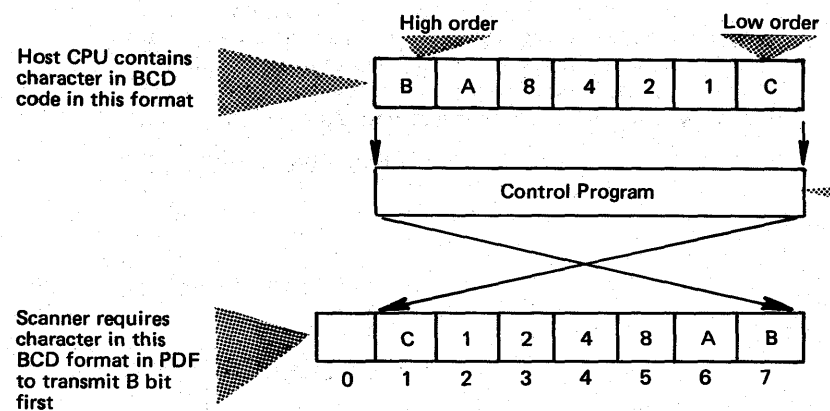 High order
Low order
Host CPU contains
character in BCD
code in this format
B A 8 4 2 1 C
Control Program
Scanner requires
character in this
BCD format in PDF
to transmit B bit
first
C 1 2 4 8 A B
0 1 2 3 4 5 6 7